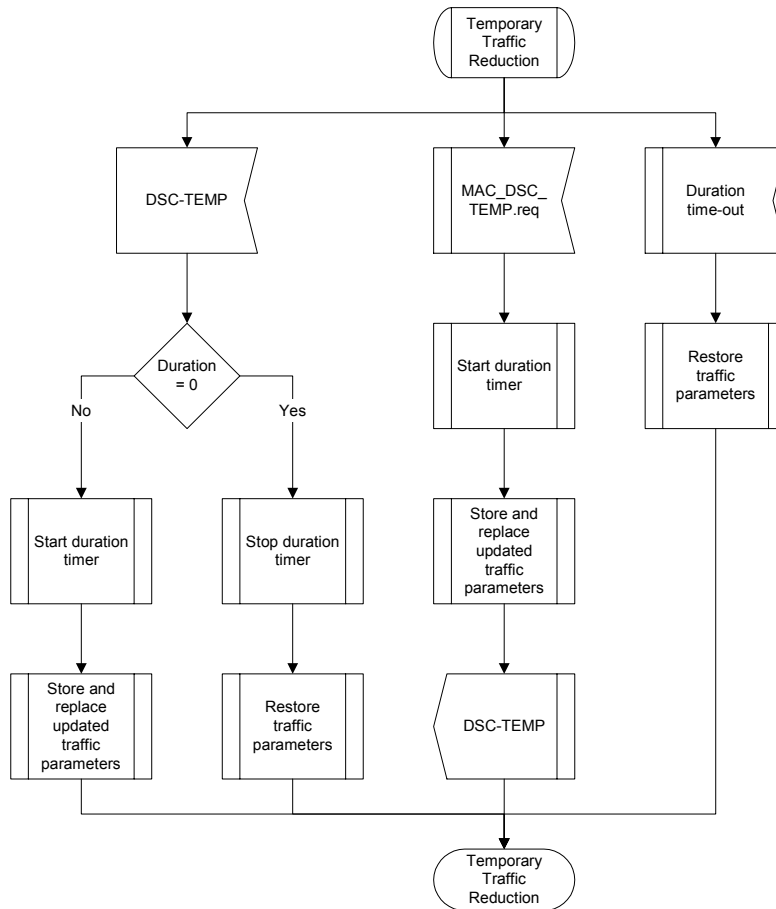 Temporary
Traffic
Reduction
DSC-TEMP
MAC_DSC_
TEMP.req
Duration
time-out
Duration
= 0
No
Yes
Start duration
timer
Restore
traffic
parameters
Start duration
timer
Stop duration
timer
Store and
replace
updated
traffic
parameters
Store and
replace
updated
traffic
parameters
Restore
traffic
parameters
DSC-TEMP
Temporary
Traffic
Reduction